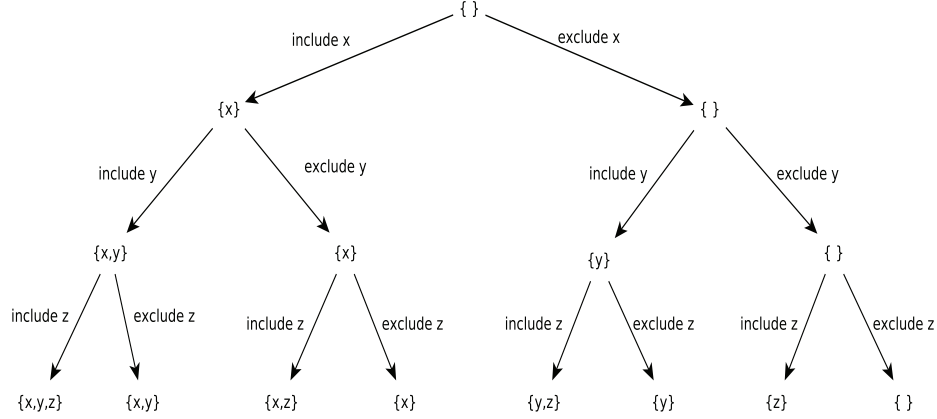 { }
include x
exclude x
{x}
{ }
include y
exclude y
include y
exclude y
{x,y}
{x}
{y}
{ }
include z
exclude z
include z
exclude z
include z
exclude z
include z
exclude z
{x,y,z}
{x,y}
{x,z}
{x}
{y,z}
{y}
{z}
{ }